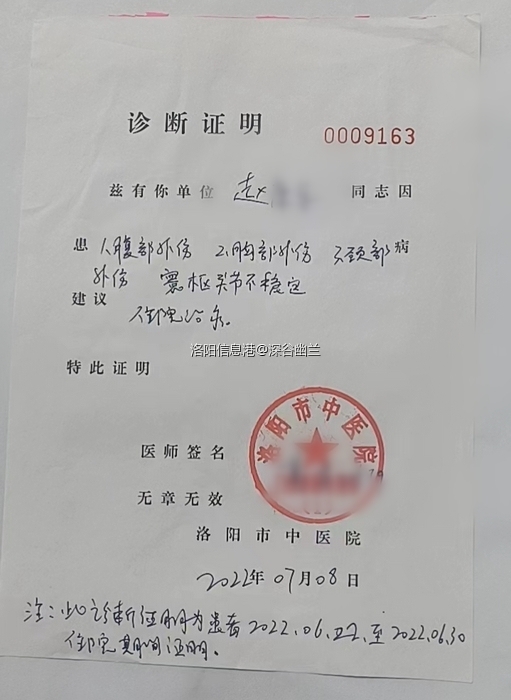 诊断证明
0009163
兹有你单位 赵 同志因
患 1.腹部外伤 2.胸部外伤 3.颈部 病
外伤 寰枢关节不稳定
建议
住院治疗。
洛阳信息港@深谷幽兰
特此证明
洛阳市中医院
医师签名
无章无效
洛阳市中医院
2022年07月08日
注:此诊断证明为患者2022.06.22.至2022.06.30
住院期间证明。